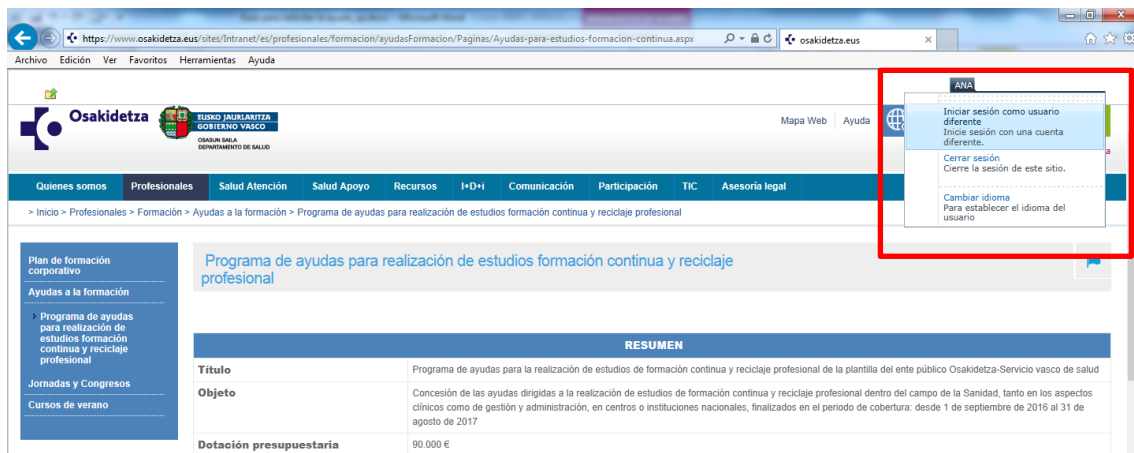 https://www.osakidetza.eus/sites/Intranet/es/profesionales/formacion/ayudasFormacion/Paginas/Ayudas-para-estudios-formacion-continua.aspx
osakidetza.eus
Archivo Edición Ver Favoritos Herramientas Ayuda
ANA
Osakidetza
EUSKO JAURLARITZA
GOBIERNO VASCO
OSASUN SAILA
DEPARTAMENTO DE SALUD
Mapa Web Ayuda
Iniciar sesión como usuario
diferente
Inicie sesión con una cuenta
diferente.
Cerrar sesión
Cierre la sesión de este sitio.
Cambiar idioma
Para establecer el idioma del
usuario
Quienes somos Profesionales Salud Atención Salud Apoyo Recursos I+D+i Comunicación Participación TIC Asesoría legal
> Inicio > Profesionales > Formación > Ayudas a la formación > Programa de ayudas para realización de estudios formación continua y reciclaje profesional
Plan de formación
corporativo
Ayudas a la formación
Programa de ayudas
para realización de
estudios formación
continua y reciclaje
profesional
Jornadas y Congresos
Cursos de verano
Programa de ayudas para realización de estudios formación continua y reciclaje
profesional
RESUMEN
Título Programa de ayudas para la realización de estudios de formación continua y reciclaje profesional de la plantilla del ente público Osakidetza-Servicio vasco de salud
Objeto Concesión de las ayudas dirigidas a la realización de estudios de formación continua y reciclaje profesional dentro del campo de la Sanidad, tanto en los aspectos
clínicos como de gestión y administración, en centros o instituciones nacionales, finalizados en el periodo de cobertura: desde 1 de septiembre de 2016 al 31 de
agosto de 2017
Dotación presupuestaria 90.000 €